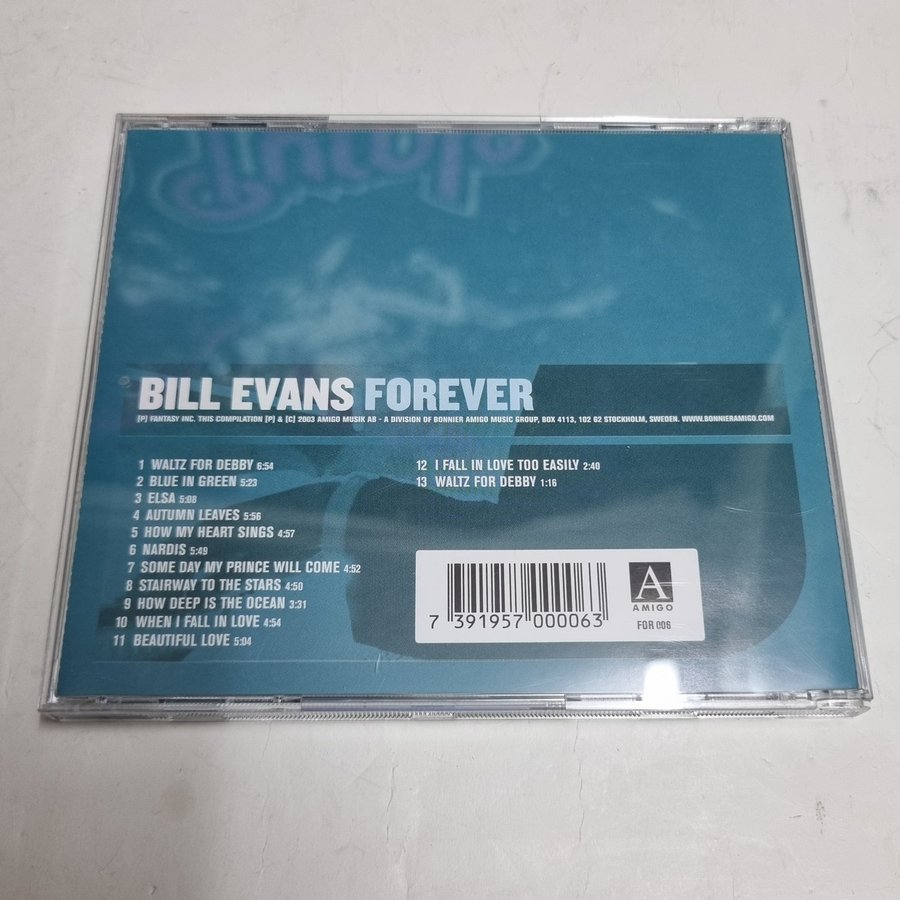 BILL EVANS FOREVER
(P) FANTASY INC. THIS COMPILATION (P) & (C) 2003 AMIGO MUSIK AB - A DIVISION OF BONNIER AMIGO MUSIC GROUP, BOX 4113, 102 62 STOCKHOLM, SWEDEN. WWW.BONNIERAMIGO.COM
1 WALTZ FOR DEBBY 6:54
2 BLUE IN GREEN 5:23
3 ELSA 5:08
4 AUTUMN LEAVES 5:56
5 HOW MY HEART SINGS 4:57
6 NARDIS 5:49
7 SOME DAY MY PRINCE WILL COME 4:52
8 STAIRWAY TO THE STARS 4:50
9 HOW DEEP IS THE OCEAN 3:31
10 WHEN I FALL IN LOVE 4:54
11 BEAUTIFUL LOVE 5:04
12 I FALL IN LOVE TOO EASILY 2:40
13 WALTZ FOR DEBBY 1:16
7 391957 000063
A
AMIGO
FOR 006